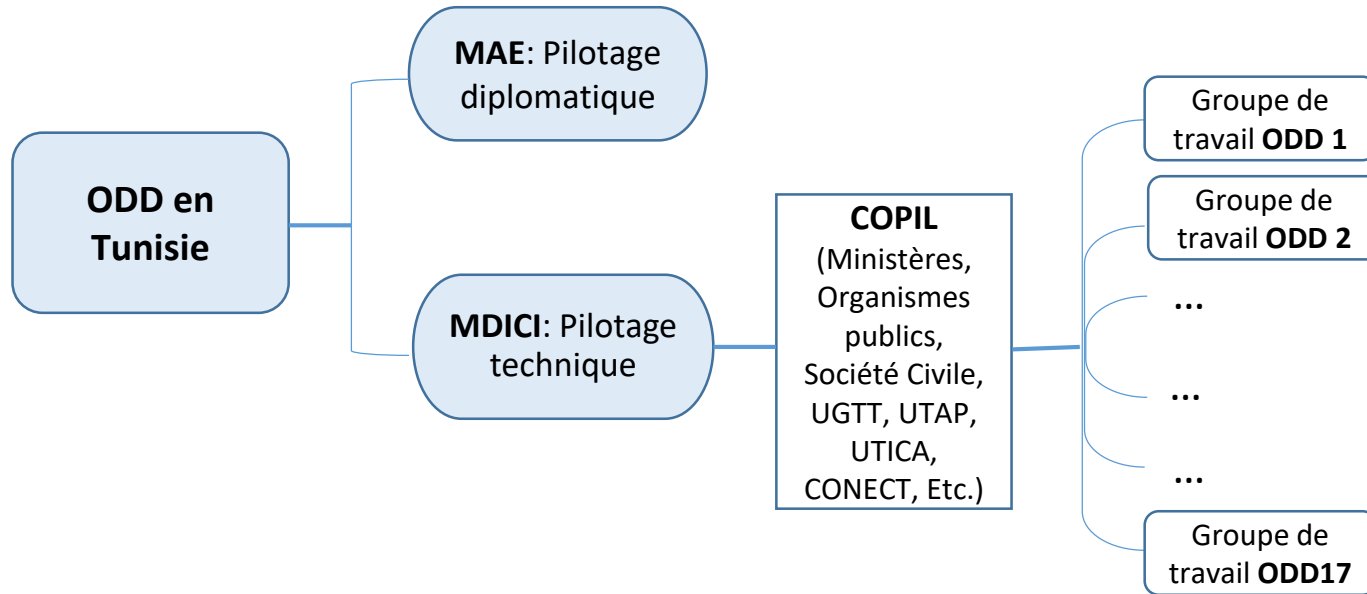 ODD en
Tunisie
MAE: Pilotage
diplomatique
MDICI: Pilotage
technique
COPIL
(Ministères,
Organismes
publics,
Société Civile,
UGTT, UTAP,
UTICA,
CONECT, Etc.)
Groupe de
travail ODD 1
Groupe de
travail ODD 2
...
...
...
Groupe de
travail ODD17